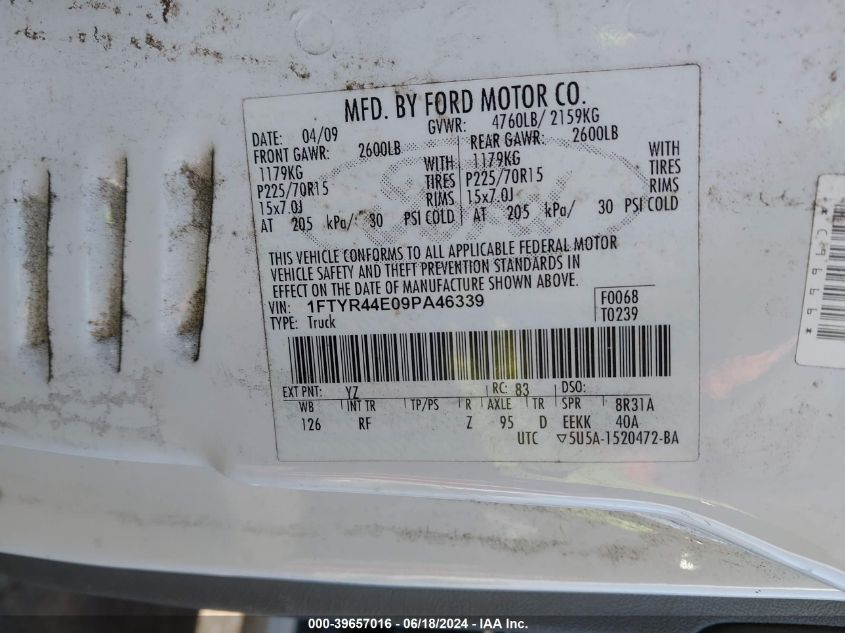 MFD. BY FORD MOTOR CO.
DATE: 04/09 GVWR: 4760LB/ 2159KG
FRONT GAWR: 2600LB REAR GAWR: 2600LB
1179KG WITH 1179KG WITH
P225/70R15 TIRES P225/70R15 TIRES
15x7.0J RIMS 15x7.0J RIMS
AT 205 kPa/ 30 PSI COLD AT 205 kPa/ 30 PSI COLD
THIS VEHICLE CONFORMS TO ALL APPLICABLE FEDERAL MOTOR
VEHICLE SAFETY AND THEFT PREVENTION STANDARDS IN
EFFECT ON THE DATE OF MANUFACTURE SHOWN ABOVE.
VIN: 1FTYR44E09PA46339 F0068
TYPE: Truck T0239
EXT PNT: YZ RC: 83 DSO:
WB INT TR TP/PS R AXLE TR SPR 8R31A
126 RF Z 95 D EEKK 40A
UTC ▽5U5A-1520472-BA
000-39657016 - 06/18/2024 - IAA Inc.